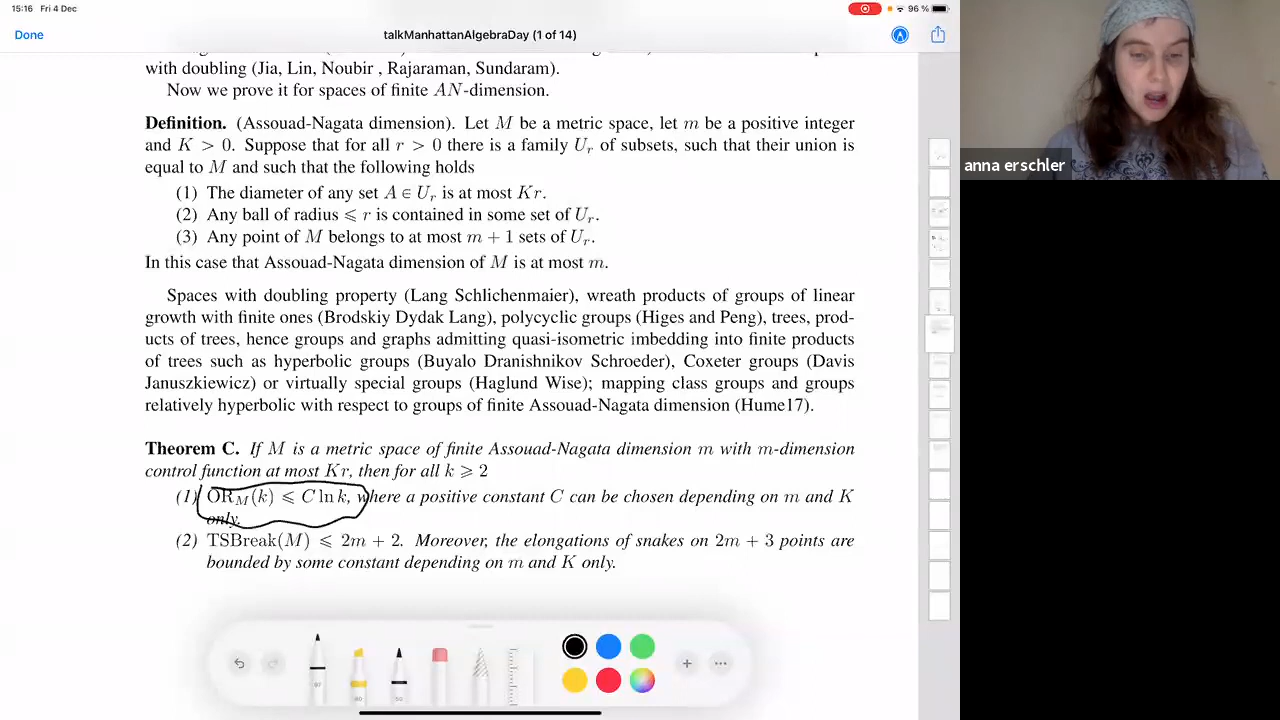 15:16 Fri 4 Dec
96 %
Done
talkManhattanAlgebraDay (1 of 14)
with doubling (Jia, Lin, Noubir , Rajaraman, Sundaram).
Now we prove it for spaces of finite AN-dimension.
Definition. (Assouad-Nagata dimension). Let M be a metric space, let m be a positive integer
and K > 0. Suppose that for all r > 0 there is a family Uᵣ of subsets, such that their union is
equal to M and such that the following holds
(1) The diameter of any set A ∈ Uᵣ is at most Kr.
(2) Any ball of radius ⩽ r is contained in some set of Uᵣ.
(3) Any point of M belongs to at most m + 1 sets of Uᵣ.
In this case that Assouad-Nagata dimension of M is at most m.
Spaces with doubling property (Lang Schlichenmaier), wreath products of groups of linear
growth with finite ones (Brodskiy Dydak Lang), polycyclic groups (Higes and Peng), trees, prod-
ucts of trees, hence groups and graphs admitting quasi-isometric imbedding into finite products
of trees such as hyperbolic groups (Buyalo Dranishnikov Schroeder), Coxeter groups (Davis
Januszkiewicz) or virtually special groups (Haglund Wise); mapping class groups and groups
relatively hyperbolic with respect to groups of finite Assouad-Nagata dimension (Hume17).
Theorem C. If M is a metric space of finite Assouad-Nagata dimension m with m-dimension
control function at most Kr, then for all k ⩾ 2
(1) OR_M(k) ⩽ C ln k, where a positive constant C can be chosen depending on m and K
only.
(2) TSBreak(M) ⩽ 2m + 2. Moreover, the elongations of snakes on 2m + 3 points are
bounded by some constant depending on m and K only.
anna erschler